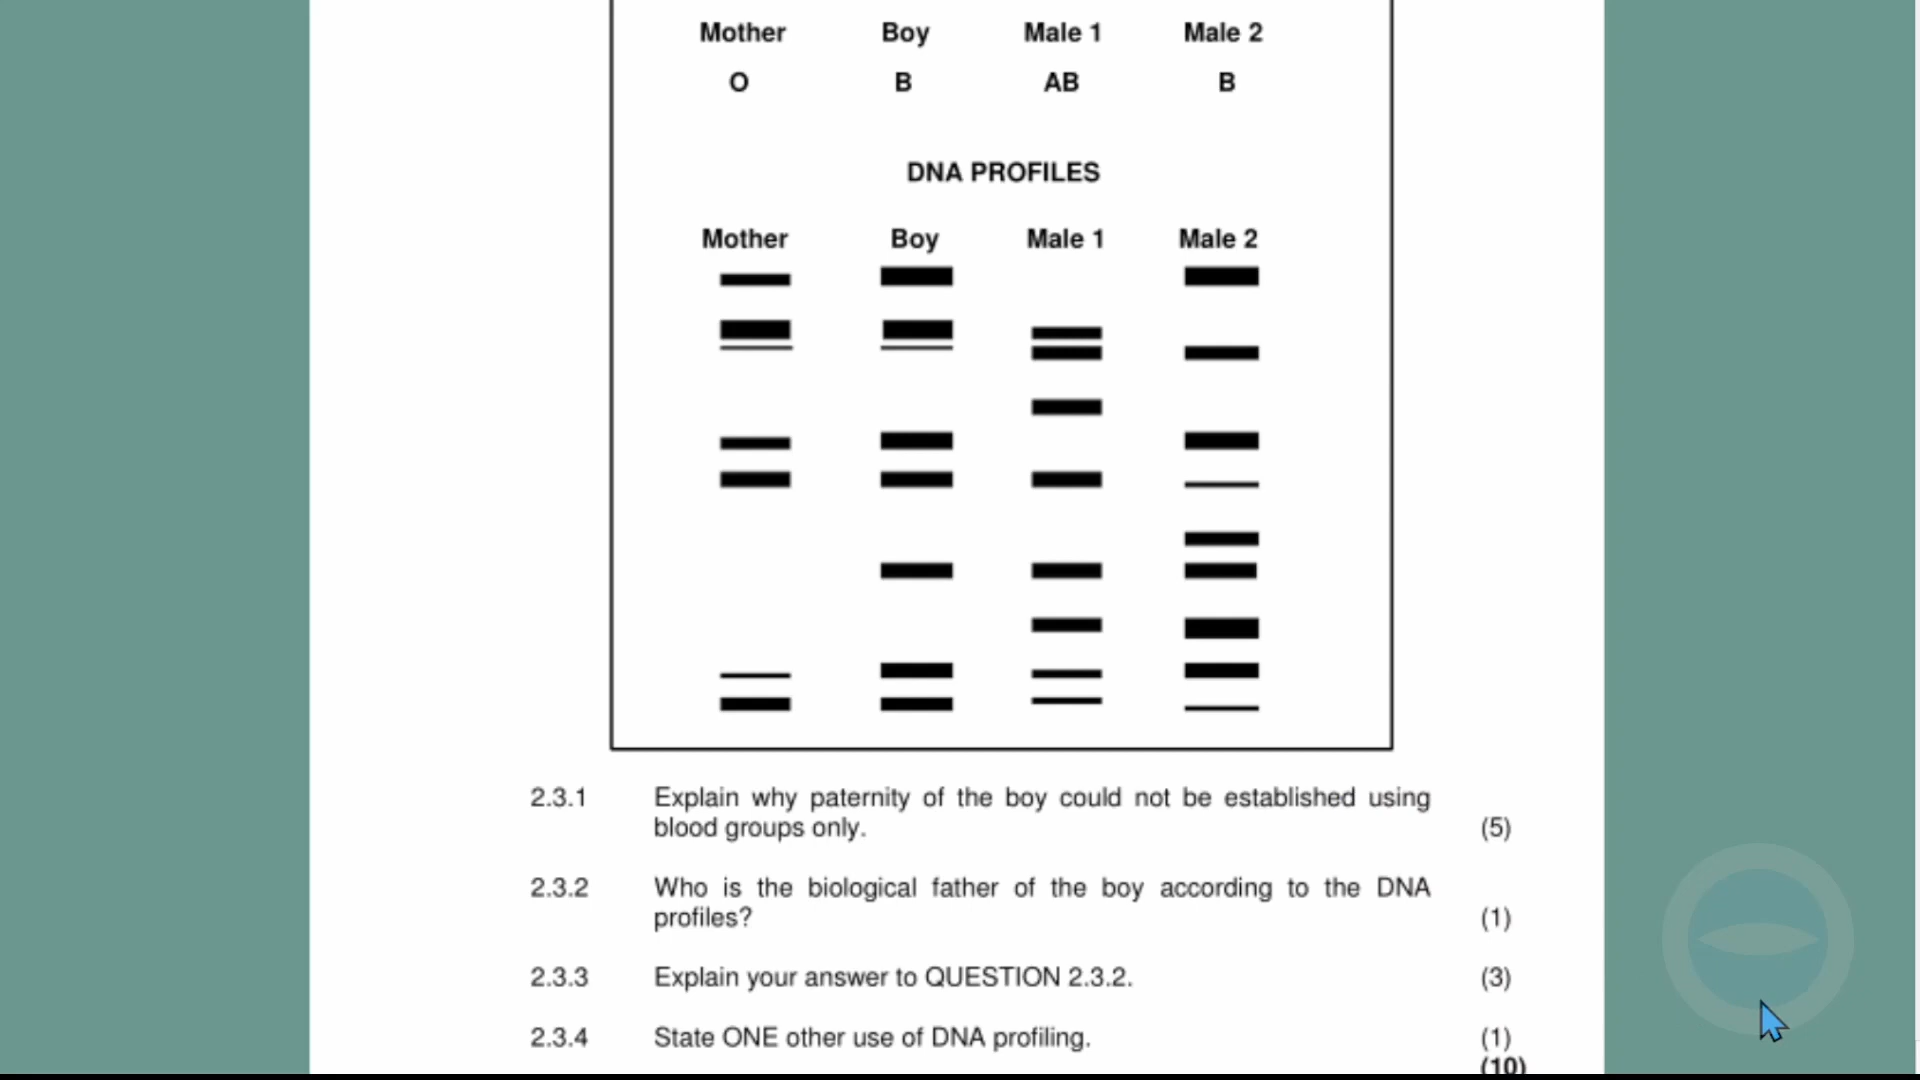 Mother Boy Male 1 Male 2
O B AB B
DNA PROFILES
Mother Boy Male 1 Male 2
2.3.1 Explain why paternity of the boy could not be established using
blood groups only. (5)
2.3.2 Who is the biological father of the boy according to the DNA
profiles? (1)
2.3.3 Explain your answer to QUESTION 2.3.2. (3)
2.3.4 State ONE other use of DNA profiling. (1)
(10)